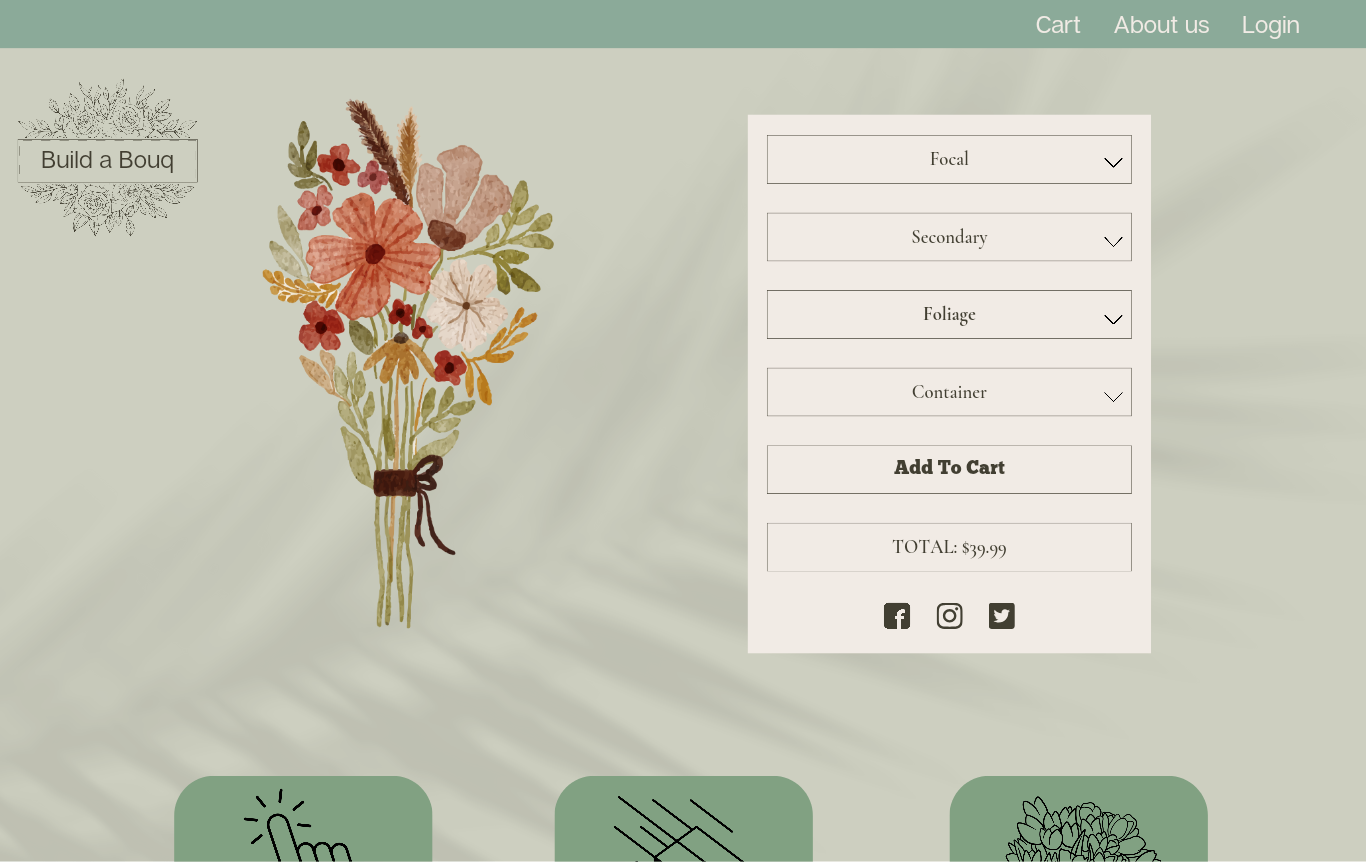 Cart About us Login
Build a Bouq
Focal
Secondary
Foliage
Container
Add To Cart
TOTAL: $39.99